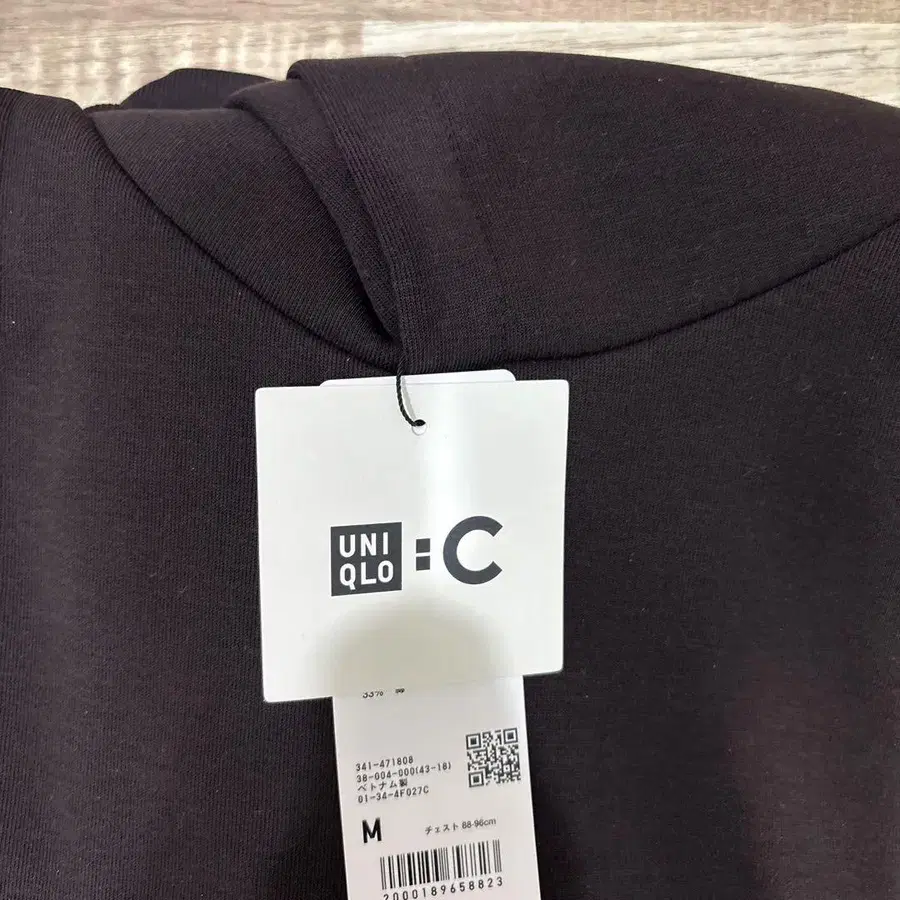 UNI
QLO
:C
33%
341-471808
38-004-000(43-18)
ベトナム製
01-34-4F027C
M
チェスト 88-96cm
2000189658823